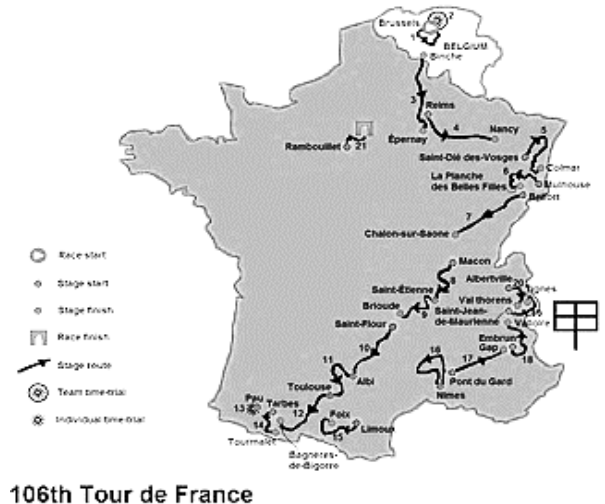 Brussels
2
1
BELGIUM
Binche
3
Reims
Épernay
4
Nancy
5
Rambouillet
21
Saint-Dié des-Vosges
Colmar
6
La Planche
des Belles Filles
Mulhouse
Belfort
7
Chalon-sur-Saone
Macon
Albertville
20
Tignes
Saint-Étienne
8
Val thorens
19
Brioude
9
Saint-Jean-
de-Maurienne
Valloire
Saint-Flour
Embrun
Gap
18
10
11
Albi
16
17
Pont du Gard
Nîmes
Toulouse
Pau
13
Tarbes
12
14
Foix
15
Limoux
Tourmalet
Bagneres-
de-Bigorre
Race start
Stage start
Stage finish
Race finish
Stage route
Team time-trial
Individual time-trial
106th Tour de France